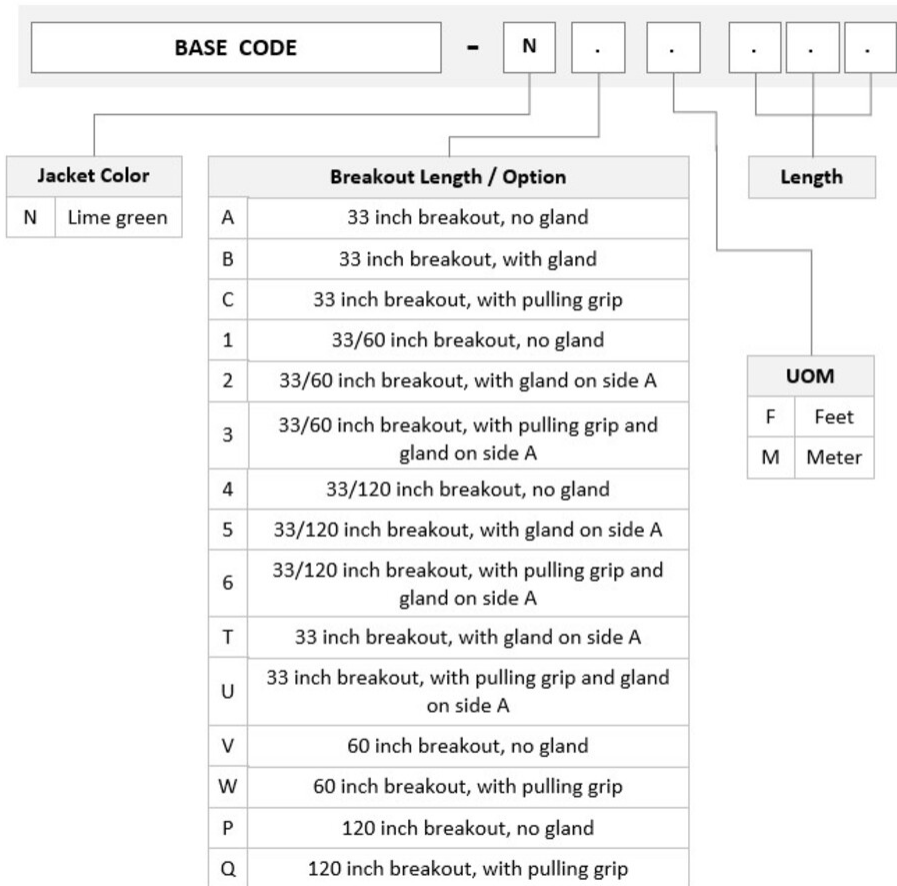 BASE CODE - N . . . . .
Jacket Color
N Lime green
Breakout Length / Option
A 33 inch breakout, no gland
B 33 inch breakout, with gland
C 33 inch breakout, with pulling grip
1 33/60 inch breakout, no gland
2 33/60 inch breakout, with gland on side A
3 33/60 inch breakout, with pulling grip and
gland on side A
4 33/120 inch breakout, no gland
5 33/120 inch breakout, with gland on side A
6 33/120 inch breakout, with pulling grip and
gland on side A
T 33 inch breakout, with gland on side A
U 33 inch breakout, with pulling grip and gland
on side A
V 60 inch breakout, no gland
W 60 inch breakout, with pulling grip
P 120 inch breakout, no gland
Q 120 inch breakout, with pulling grip
Length
UOM
F Feet
M Meter